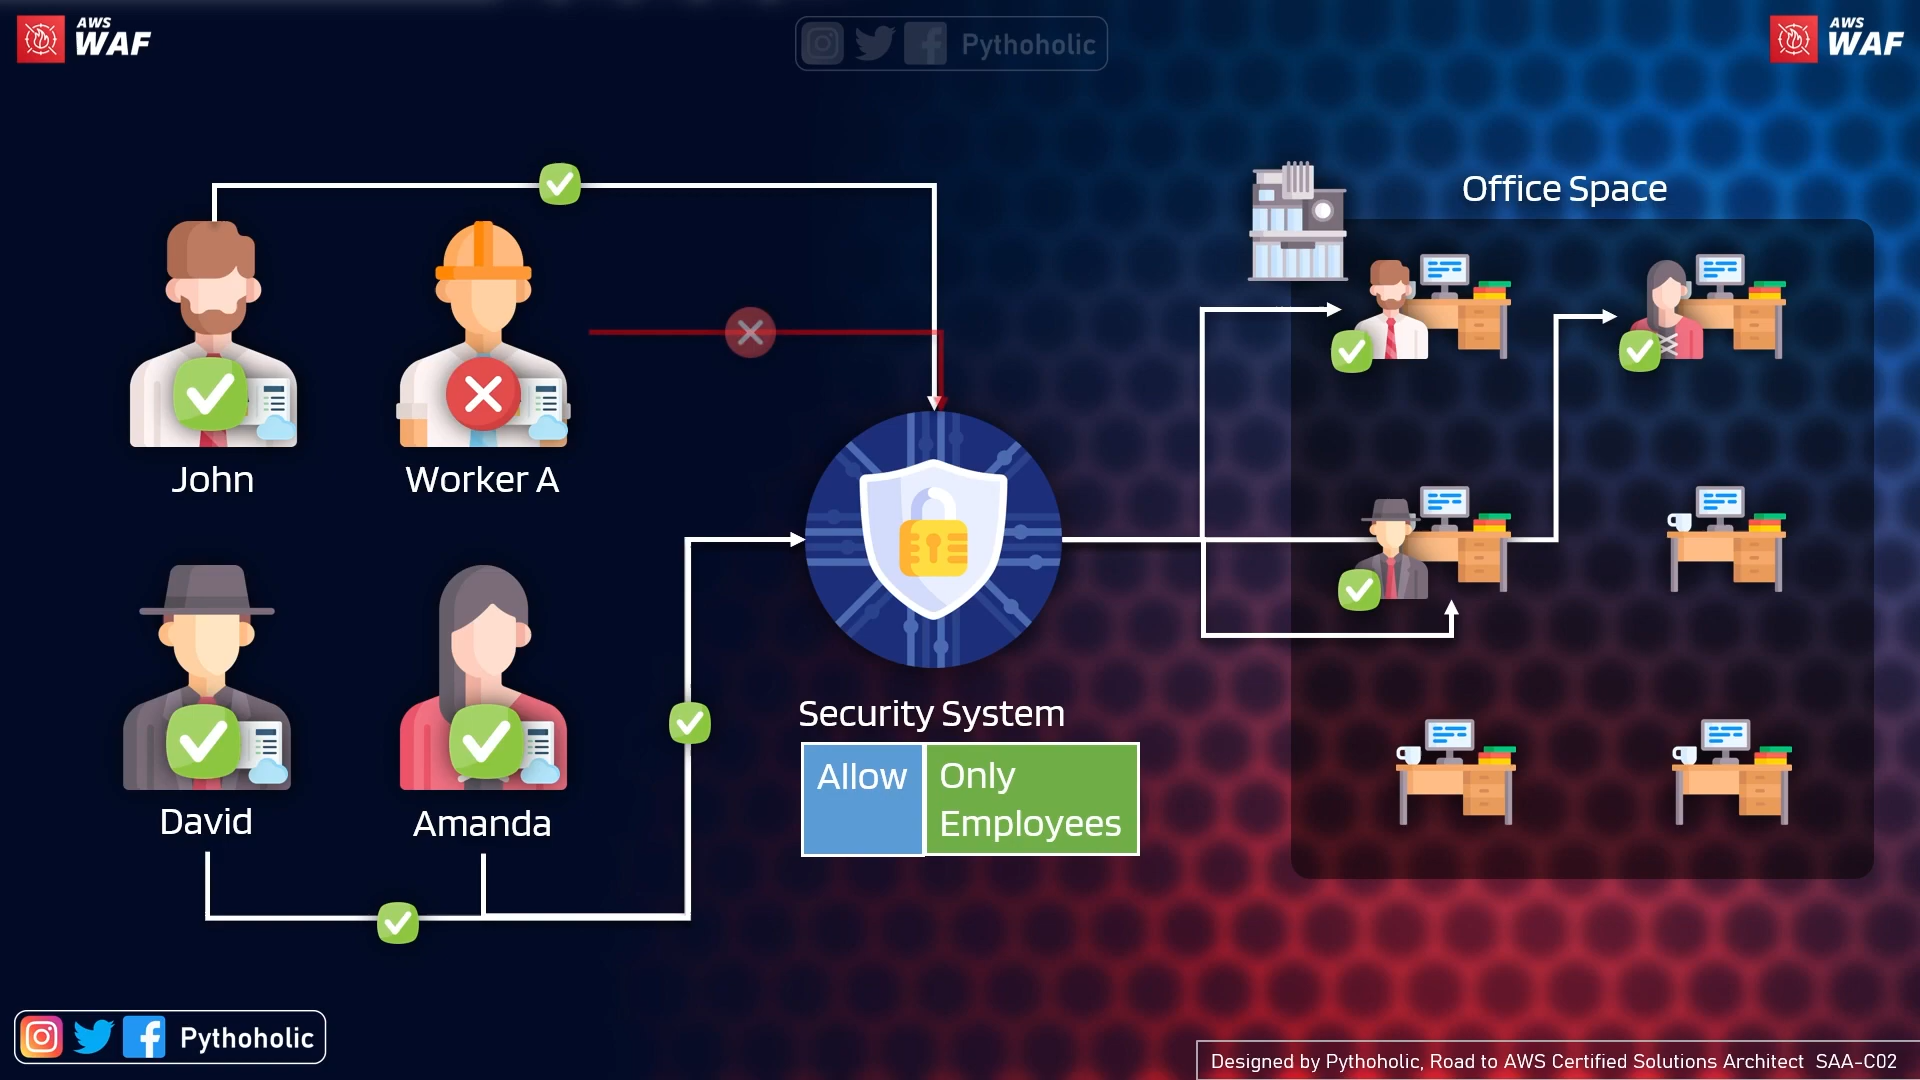 AWS
WAF
Pythoholic
AWS
WAF
Office Space
John
Worker A
David
Amanda
Security System
Allow
Only
Employees
Pythoholic
Designed by Pythoholic, Road to AWS Certified Solutions Architect SAA-C02